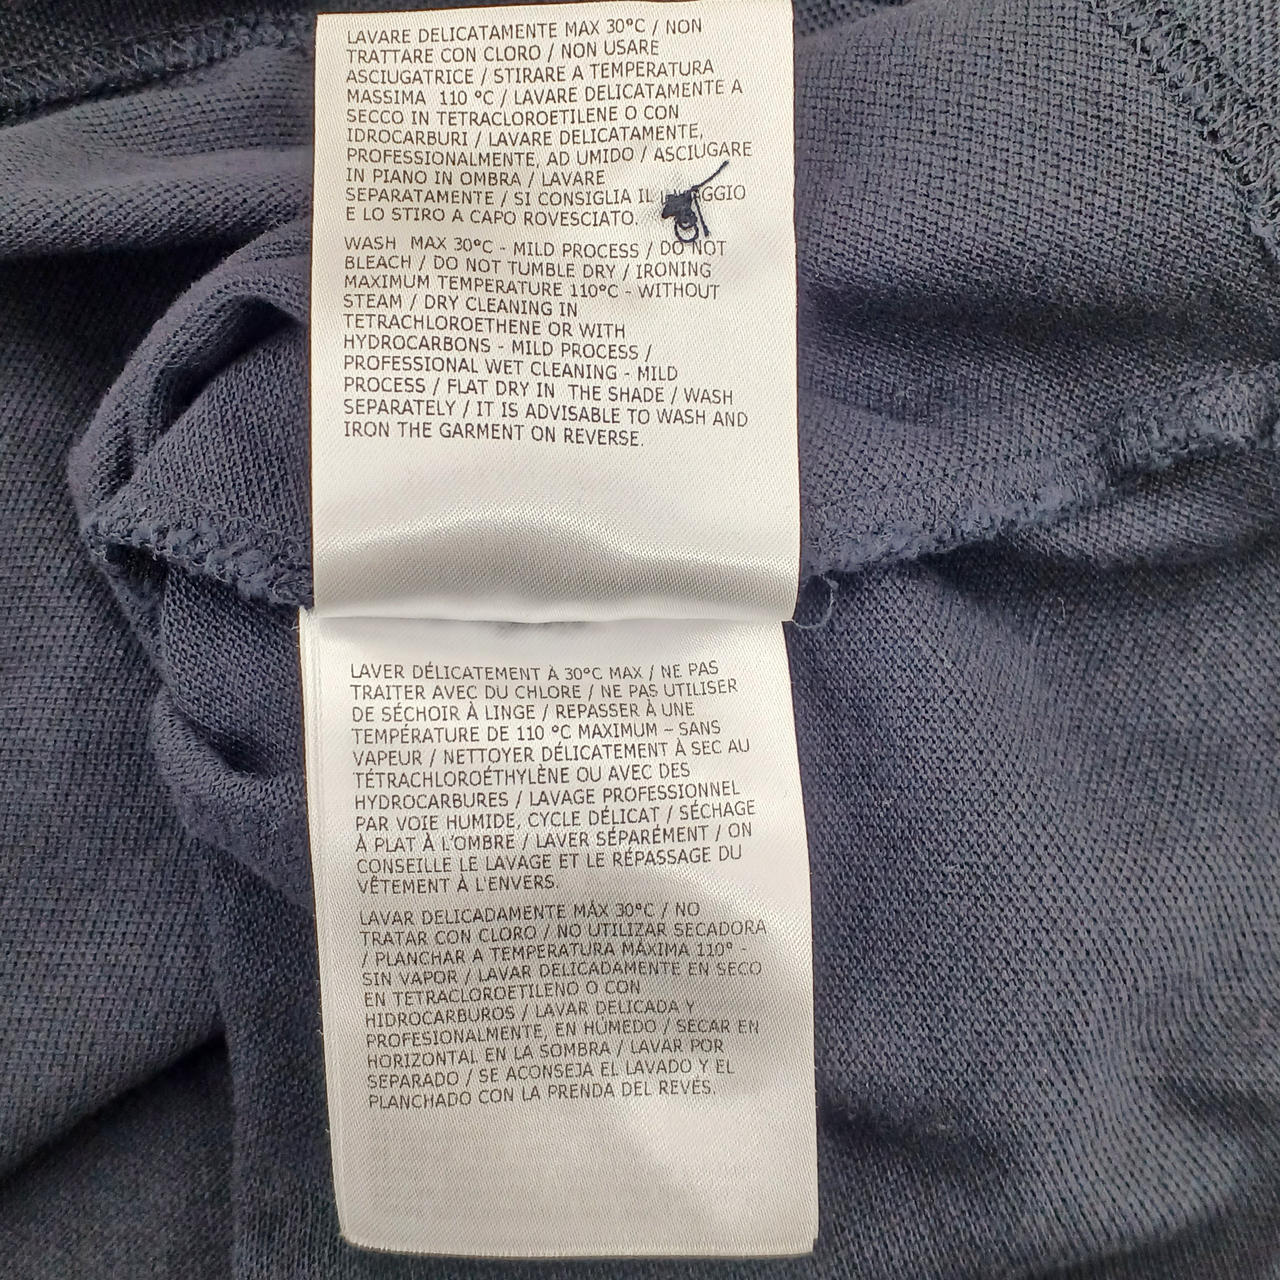 LAVARE DELICATAMENTE MAX 30°C / NON
TRATTARE CON CLORO / NON USARE
ASCIUGATRICE / STIRARE A TEMPERATURA
MASSIMA 110 °C / LAVARE DELICATAMENTE A
SECCO IN TETRACLOROETILENE O CON
IDROCARBURI / LAVARE DELICATAMENTE,
PROFESSIONALMENTE, AD UMIDO / ASCIUGARE
IN PIANO IN OMBRA / LAVARE
SEPARATAMENTE / SI CONSIGLIA IL
E LO STIRO A CAPO ROVESCIATO.
WASH MAX 30°C - MILD PROCESS / DO NOT
BLEACH / DO NOT TUMBLE DRY / IRONING
MAXIMUM TEMPERATURE 110°C - WITHOUT
STEAM / DRY CLEANING IN
TETRACHLOROETHENE OR WITH
HYDROCARBONS - MILD PROCESS /
PROFESSIONAL WET CLEANING - MILD
PROCESS / FLAT DRY IN THE SHADE / WASH
SEPARATELY / IT IS ADVISABLE TO WASH AND
IRON THE GARMENT ON REVERSE.
LAVER DÉLICATEMENT À 30°C MAX / NE PAS
TRAITER AVEC DU CHLORE / NE PAS UTILISER
DE SÉCHOIR À LINGE / REPASSER À UNE
TEMPÉRATURE DE 110 °C MAXIMUM – SANS
VAPEUR / NETTOYER DÉLICATEMENT À SEC AU
TÉTRACHLOROÉTHYLÈNE OU AVEC DES
HYDROCARBURES / LAVAGE PROFESSIONNEL
PAR VOIE HUMIDE, CYCLE DÉLICAT / SÉCHAGE
À PLAT À L'OMBRE / LAVER SÉPARÉMENT / ON
CONSEILLE LE LAVAGE ET LE RÉPASSAGE DU
VÊTEMENT À L'ENVERS.
LAVAR DELICADAMENTE MÁX 30°C / NO
TRATAR CON CLORO / NO UTILIZAR SECADORA
/ PLANCHAR A TEMPERATURA MÁXIMA 110° -
SIN VAPOR / LAVAR DELICADAMENTE EN SECO
EN TETRACLOROETILENO O CON
HIDROCARBUROS / LAVAR DELICADA Y
PROFESIONALMENTE, EN HÚMEDO / SECAR EN
HORIZONTAL EN LA SOMBRA / LAVAR POR
SEPARADO / SE ACONSEJA EL LAVADO Y EL
PLANCHADO CON LA PRENDA DEL REVÉS.